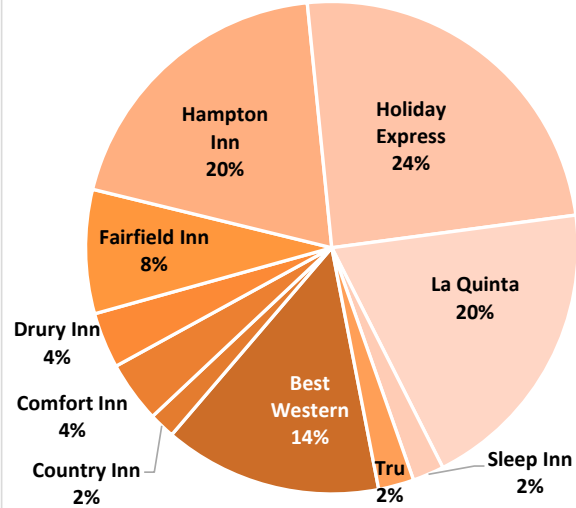 Hampton
Inn
20%
Holiday
Express
24%
Fairfield Inn
8%
La Quinta
20%
Drury Inn
4%
Comfort Inn
4%
Best
Western
14%
Country Inn
2%
Tru
2%
Sleep Inn
2%